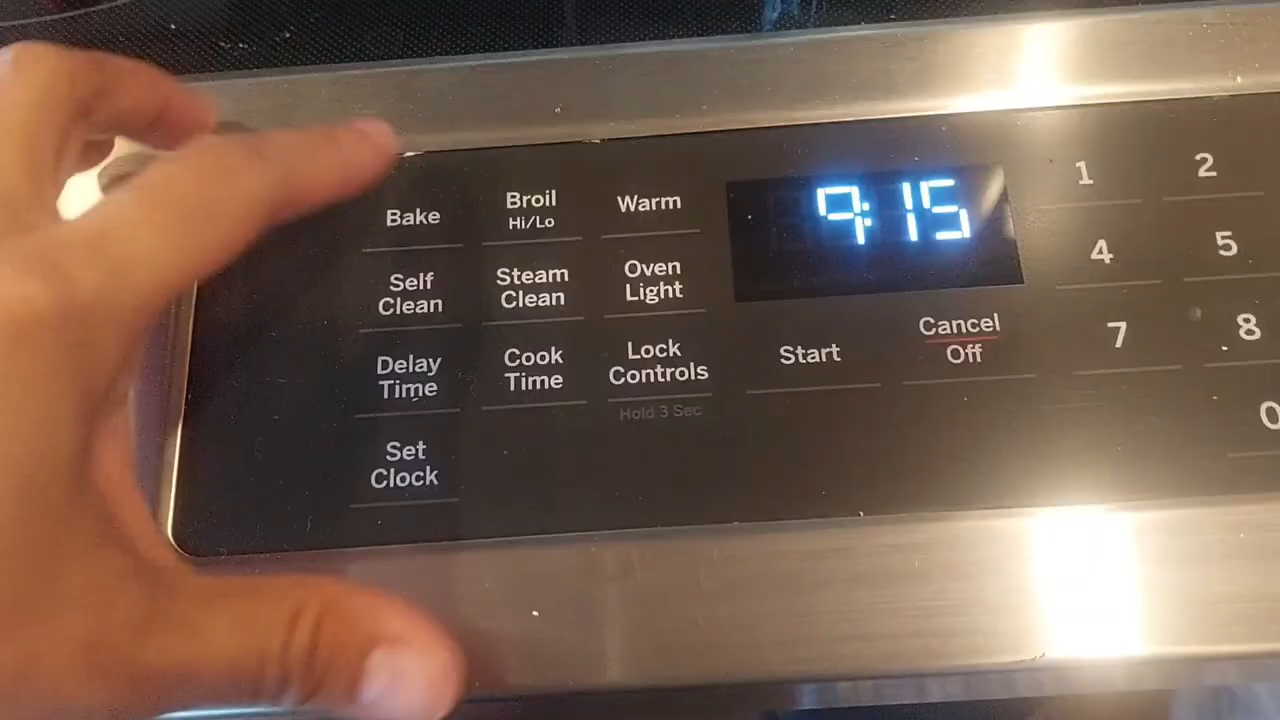 Bake
Broil
Hi/Lo
Warm
9:15
1
2
Self
Clean
Steam
Clean
Oven
Light
4
5
Delay
Time
Cook
Time
Lock
Controls
Hold 3 Sec
Start
Cancel
Off
7
8
Set
Clock
0